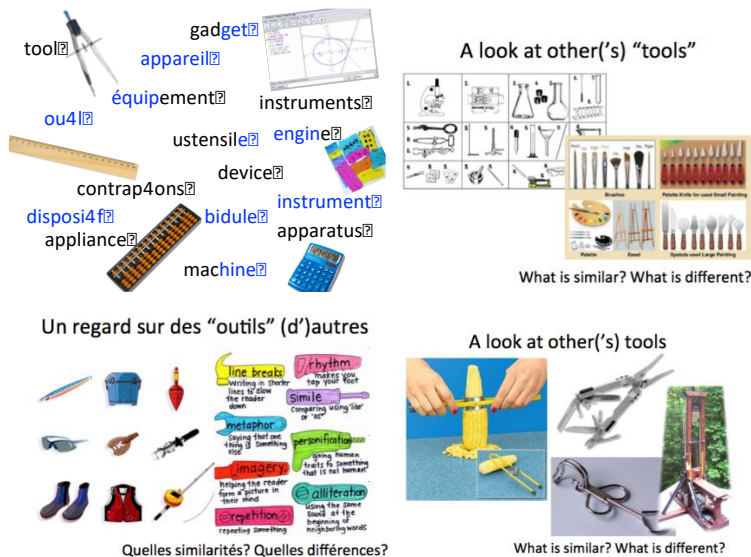 gadget⍰
tool⍰
appareil⍰
équipement⍰
instruments⍰
ou4l⍰
ustensile⍰
engine⍰
device⍰
contrap4ons⍰
disposi4f⍰
bidule⍰
instrument⍰
appliance⍰
apparatus⍰
machine⍰
A look at other('s) “tools”
Brushes
Palette Knife for used Small Painting
Palette
Easel
Spatula used Large Painting
What is similar? What is different?
Un regard sur des “outils” (d’)autres
line breaks
Writing in shorter
lines to slow
the reader
down
rhythm
makes you
tap your foot
simile
Comparing using "like"
or "as"
metaphor
saying that one
thing is something
else
personification
giving human
traits to something
that is not human
imagery
helping the reader
form a picture in
their mind
alliteration
using the same
sound at the
beginning of
neighboring words
repetition
repeating something
Quelles similarités? Quelles différences?
A look at other('s) tools
What is similar? What is different?